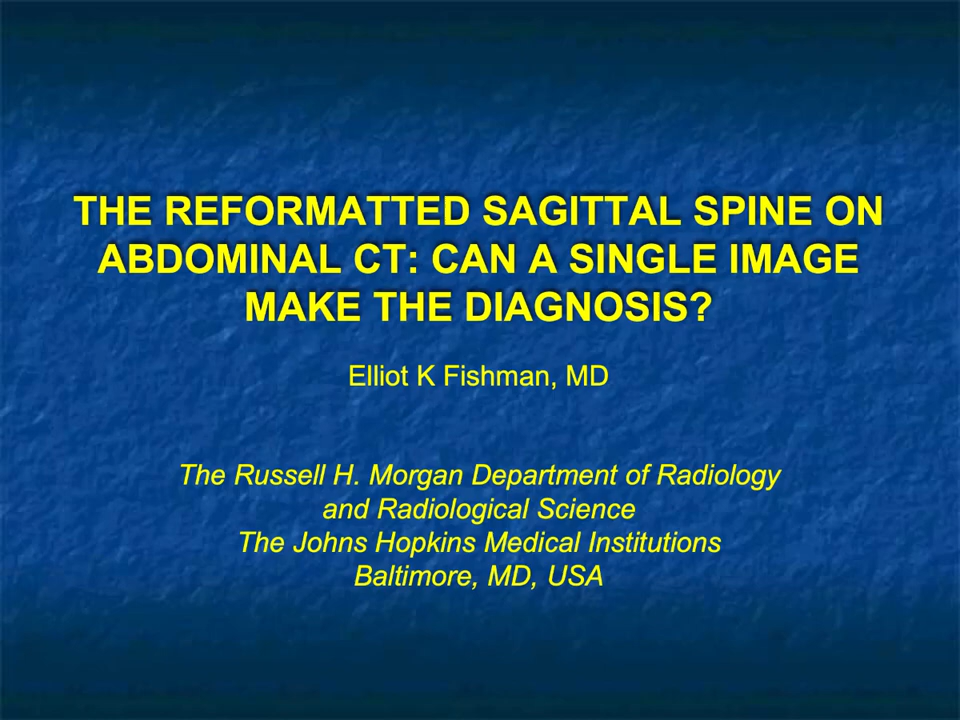 THE REFORMATTED SAGITTAL SPINE ON
ABDOMINAL CT: CAN A SINGLE IMAGE
MAKE THE DIAGNOSIS?
Elliot K Fishman, MD
The Russell H. Morgan Department of Radiology
and Radiological Science
The Johns Hopkins Medical Institutions
Baltimore, MD, USA